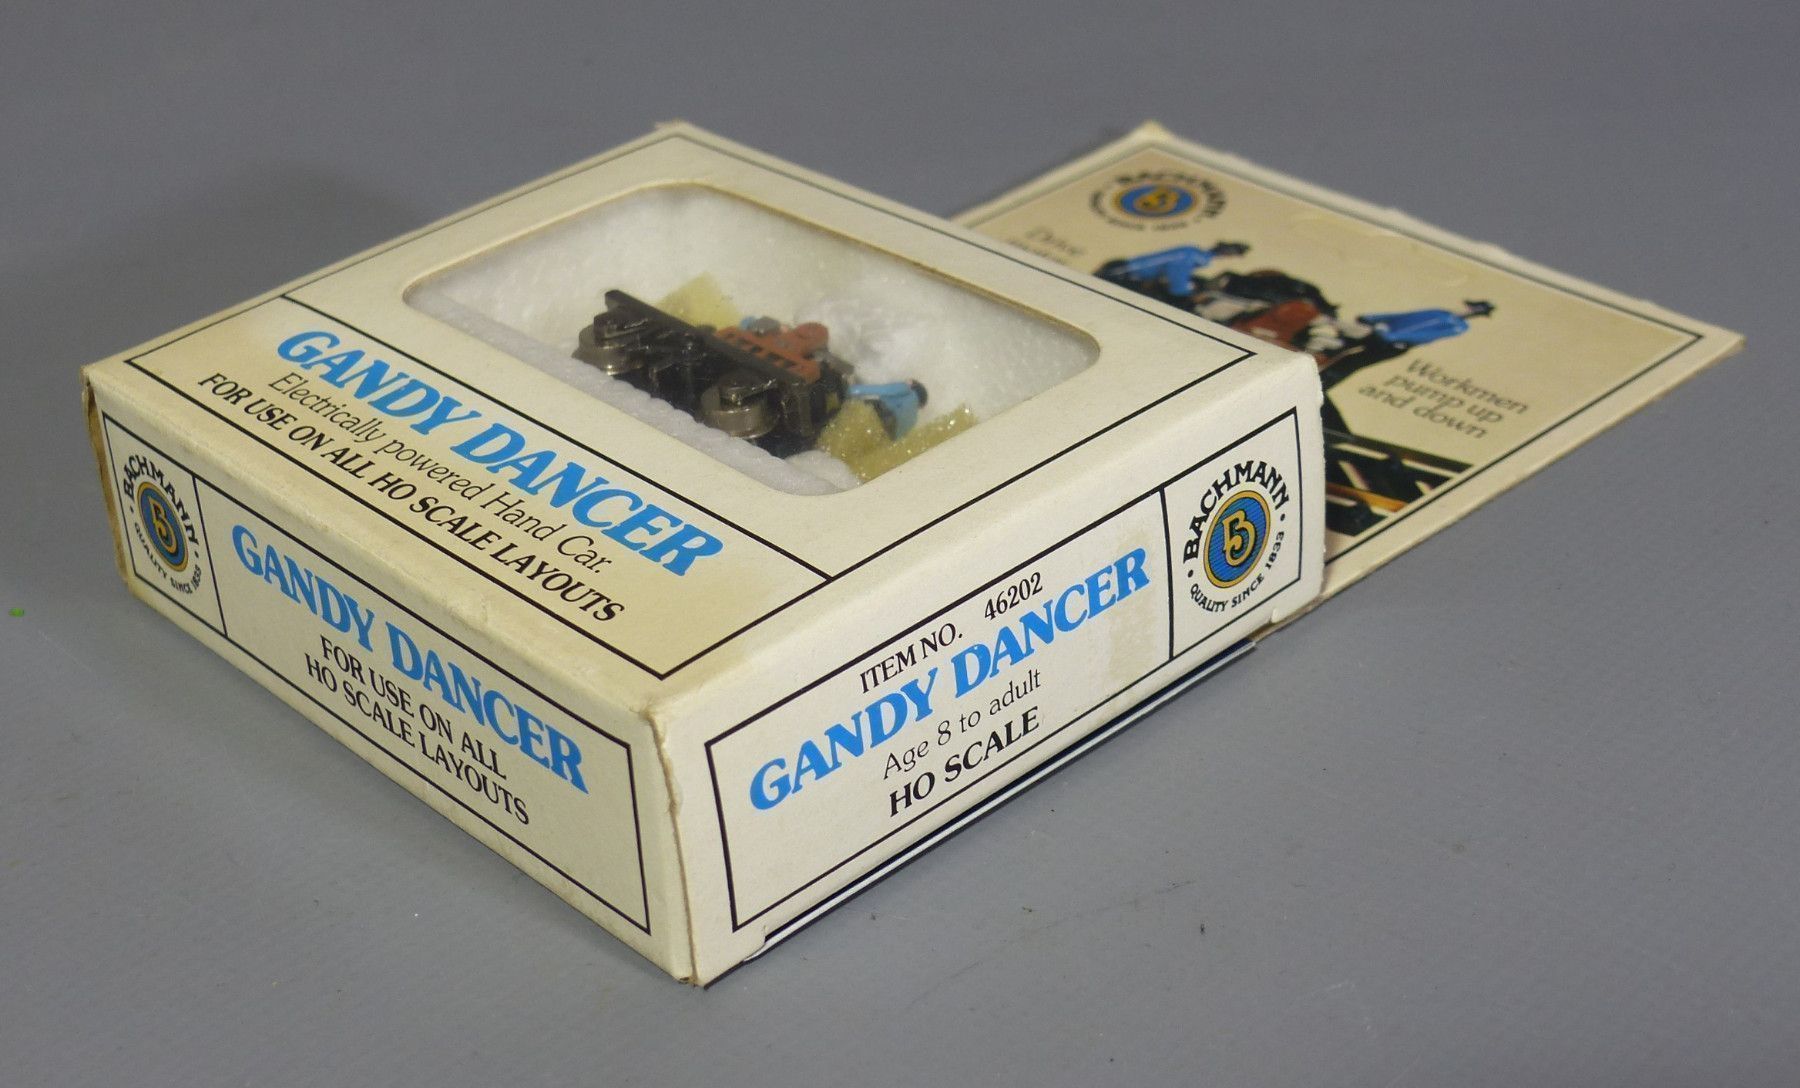 GANDY DANCER
Electrically powered Hand Car.
FOR USE ON ALL HO SCALE LAYOUTS
BACHMANN
B
QUALITY SINCE 1833
GANDY DANCER
FOR USE ON ALL
HO SCALE LAYOUTS
ITEM NO. 46202
GANDY DANCER
Age 8 to adult
HO SCALE
BACHMANN
B
QUALITY SINCE 1833
BACHMANN
B
Drive
Workmen
pump up
and down